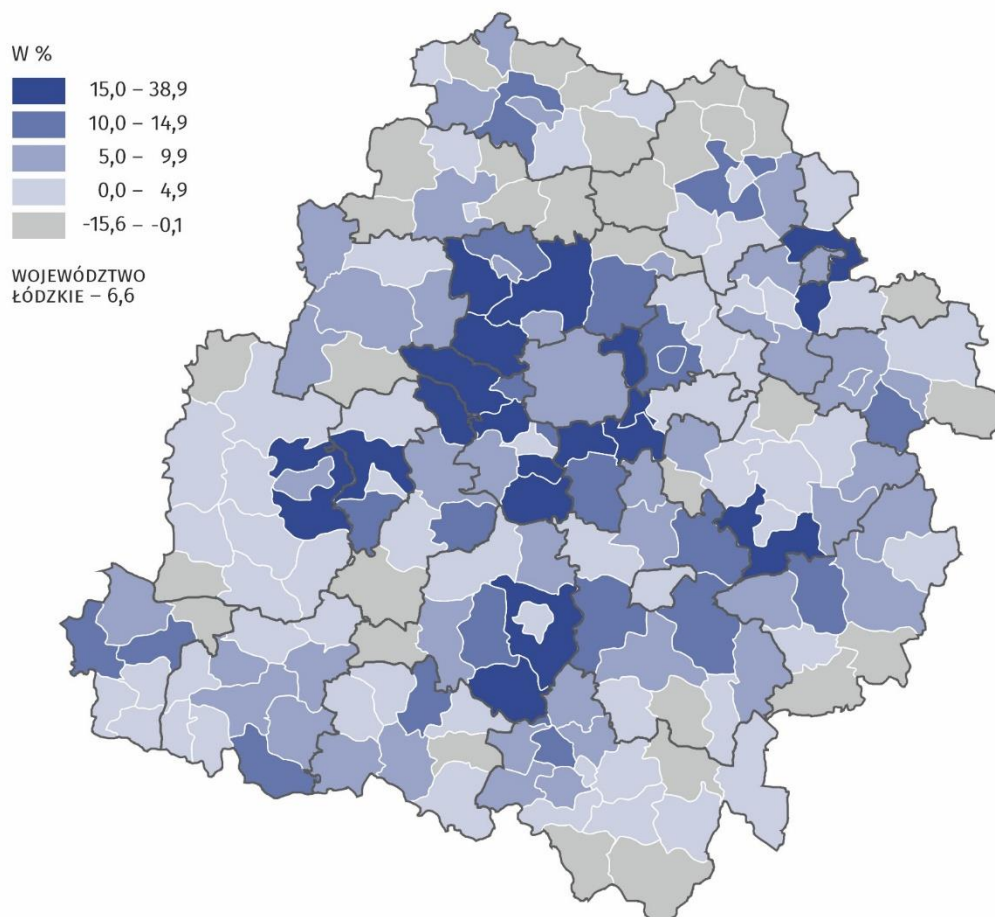 W %
15,0 – 38,9
10,0 – 14,9
5,0 – 9,9
0,0 – 4,9
-15,6 – -0,1
WOJEWÓDZTWO
ŁÓDZKIE – 6,6